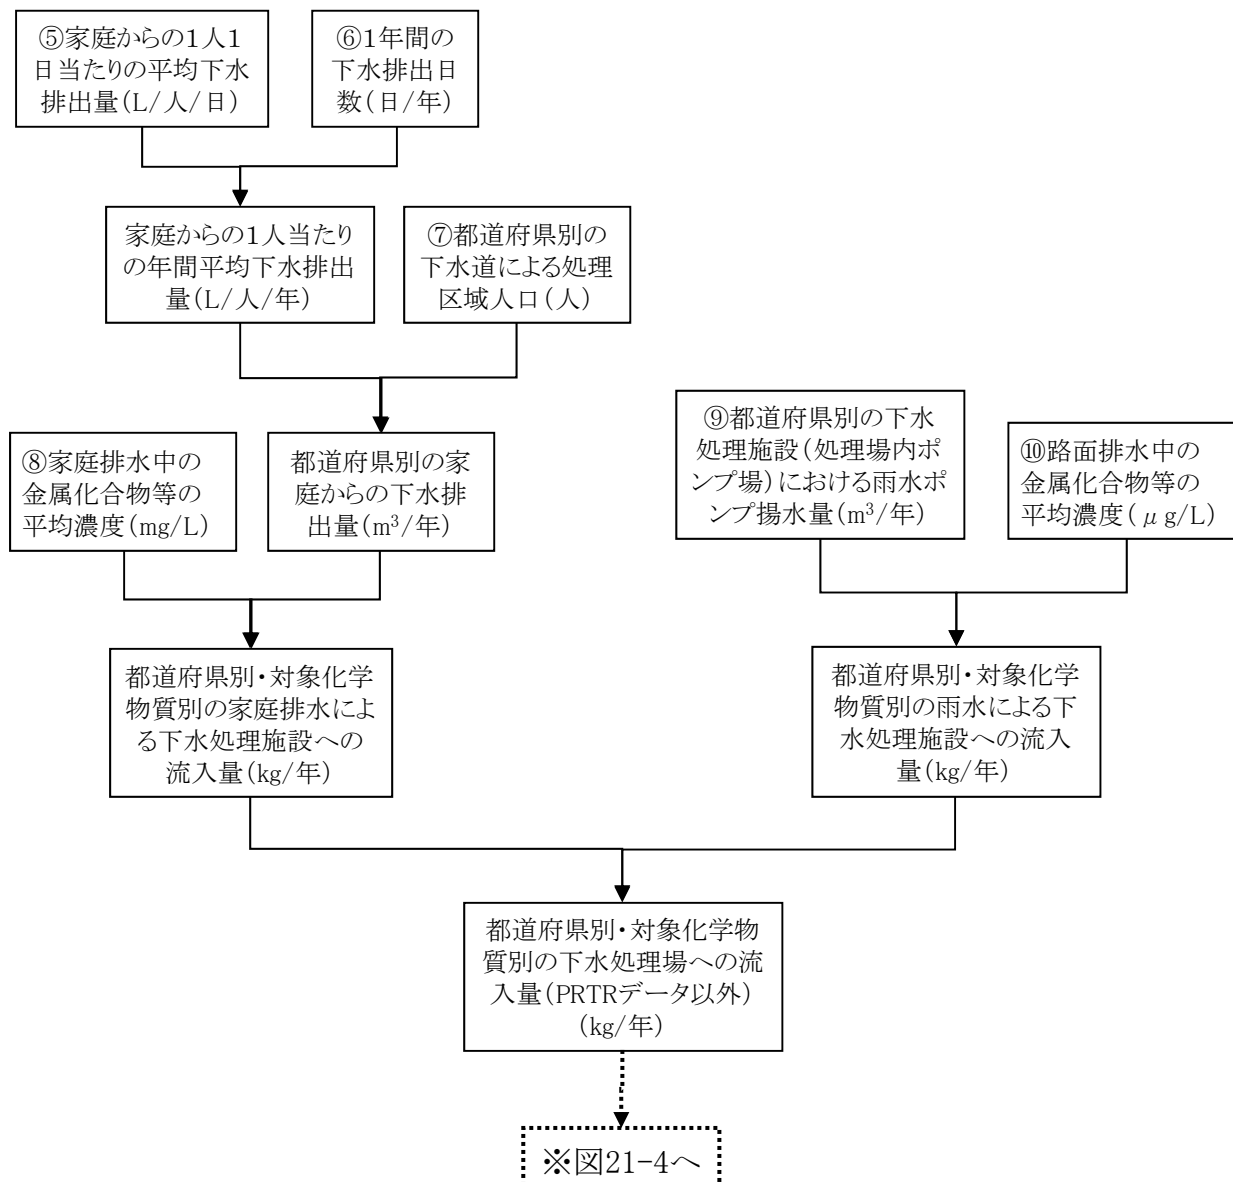 ⑤家庭からの1人1
日当たりの平均下水
排出量(L/人/日)
⑥1年間の
下水排出日
数(日/年)
家庭からの1人当たり
の年間平均下水排出
量(L/人/年)
⑦都道府県別の
下水道による処理
区域人口(人)
⑧家庭排水中の
金属化合物等の
平均濃度(mg/L)
都道府県別の家
庭からの下水排
出量(m³/年)
⑨都道府県別の下水
処理施設(処理場内ポ
ンプ場)における雨水ポ
ンプ揚水量(m³/年)
⑩路面排水中の
金属化合物等の
平均濃度(μg/L)
都道府県別・対象化学
物質別の家庭排水によ
る下水処理施設への
流入量(kg/年)
都道府県別・対象化学
物質別の雨水による下
水処理施設への流入
量(kg/年)
都道府県別・対象化学物
質別の下水処理場への流
入量(PRTRデータ以外)
(kg/年)
※図21-4へ